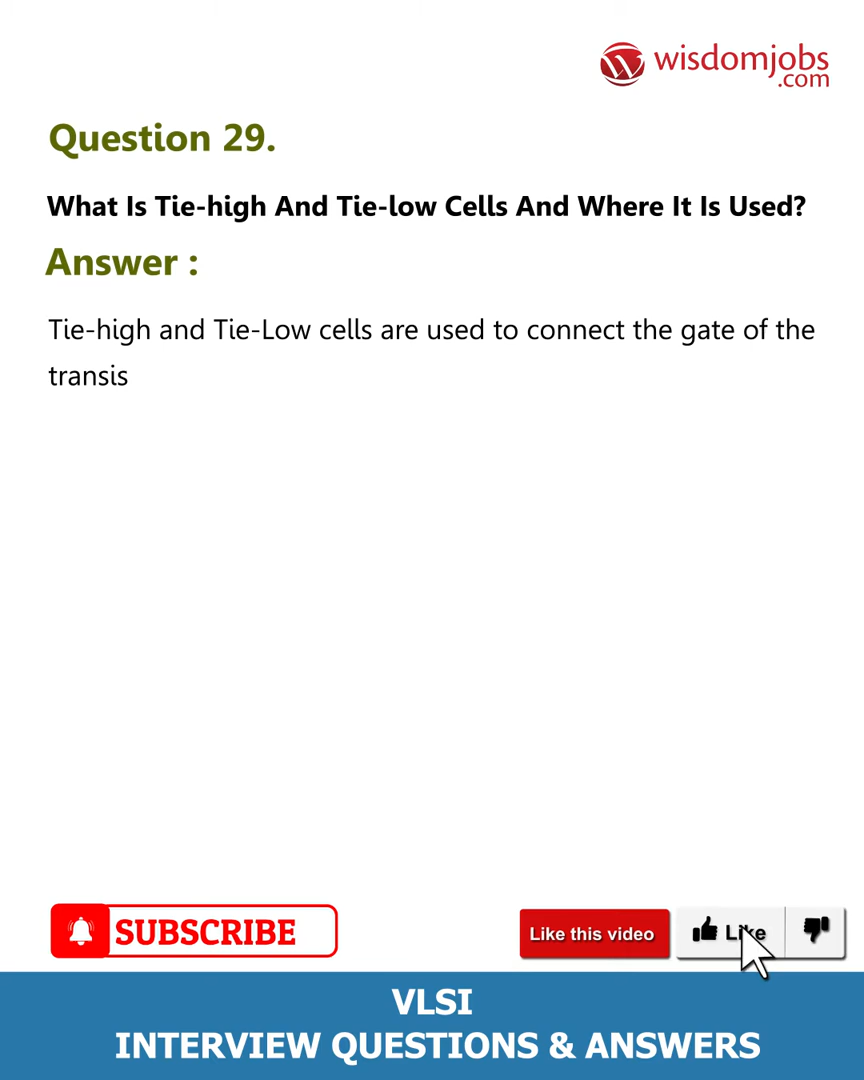 wisdomjobs
.com
Question 29.
What Is Tie-high And Tie-low Cells And Where It Is Used?
Answer :
Tie-high and Tie-Low cells are used to connect the gate of the
transis
SUBSCRIBE
Like this video
Like
VLSI
INTERVIEW QUESTIONS & ANSWERS